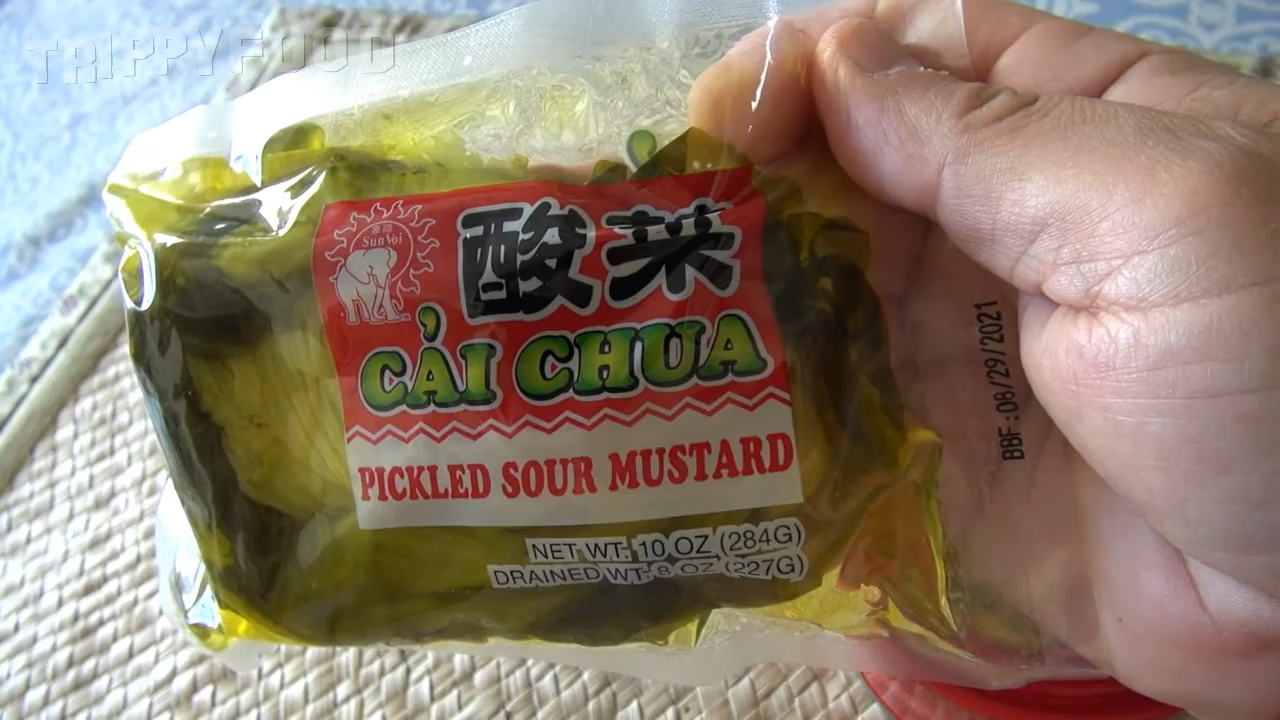 TRIPPYFOOD
Sun Voi
酸菜
CẢI CHUA
PICKLED SOUR MUSTARD
NET WT. 10 OZ (284G)
DRAINED WT. 8 OZ (227G)
BBF:08/29/2021